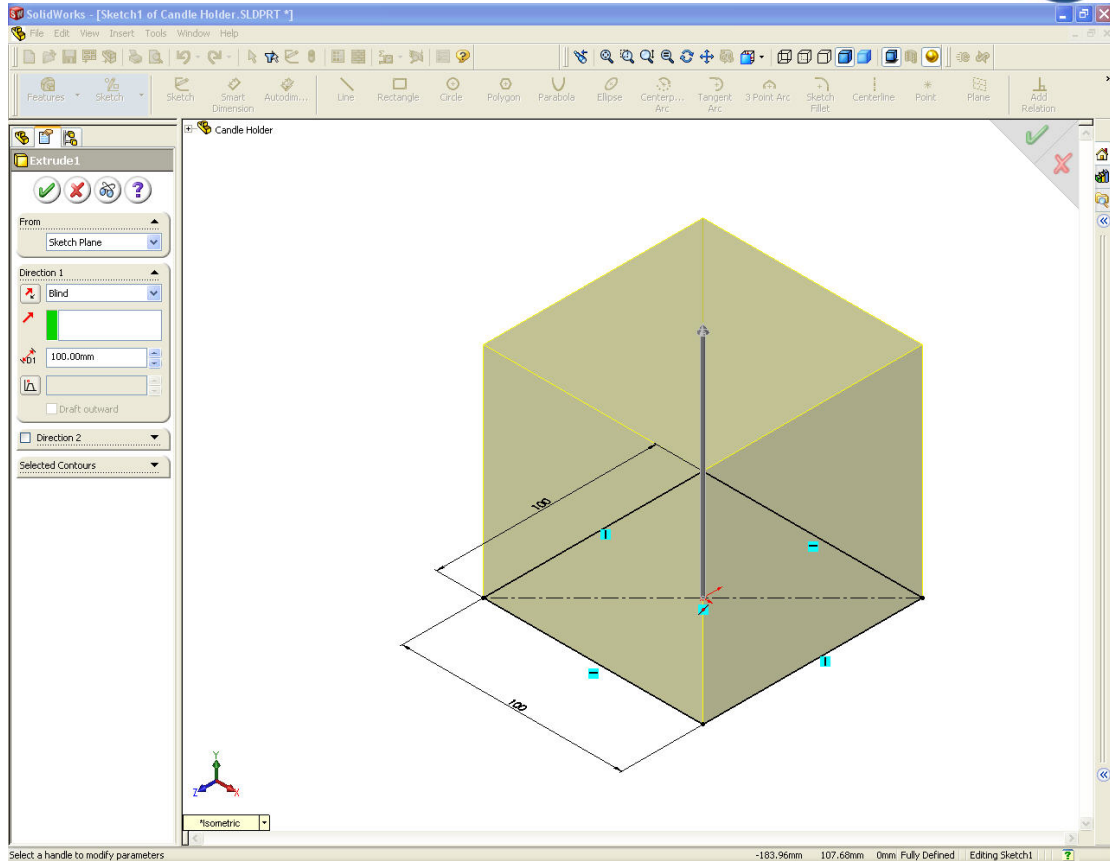 SolidWorks - [Sketch1 of Candle Holder.SLDPRT *]
File Edit View Insert Tools Window Help
Features Sketch Sketch Smart Dimension Autodim... Line Rectangle Circle Polygon Parabola Ellipse Centerp... Arc Tangent Arc 3 Point Arc Sketch Fillet Centerline Point Plane Add Relation
Candle Holder
Extrude1
From
Sketch Plane
Direction 1
Blind
D1 100.00mm
Draft outward
Direction 2
Selected Contours
100
100
Y
Z X
*Isometric
Select a handle to modify parameters -183.96mm 107.68mm 0mm Fully Defined Editing Sketch1